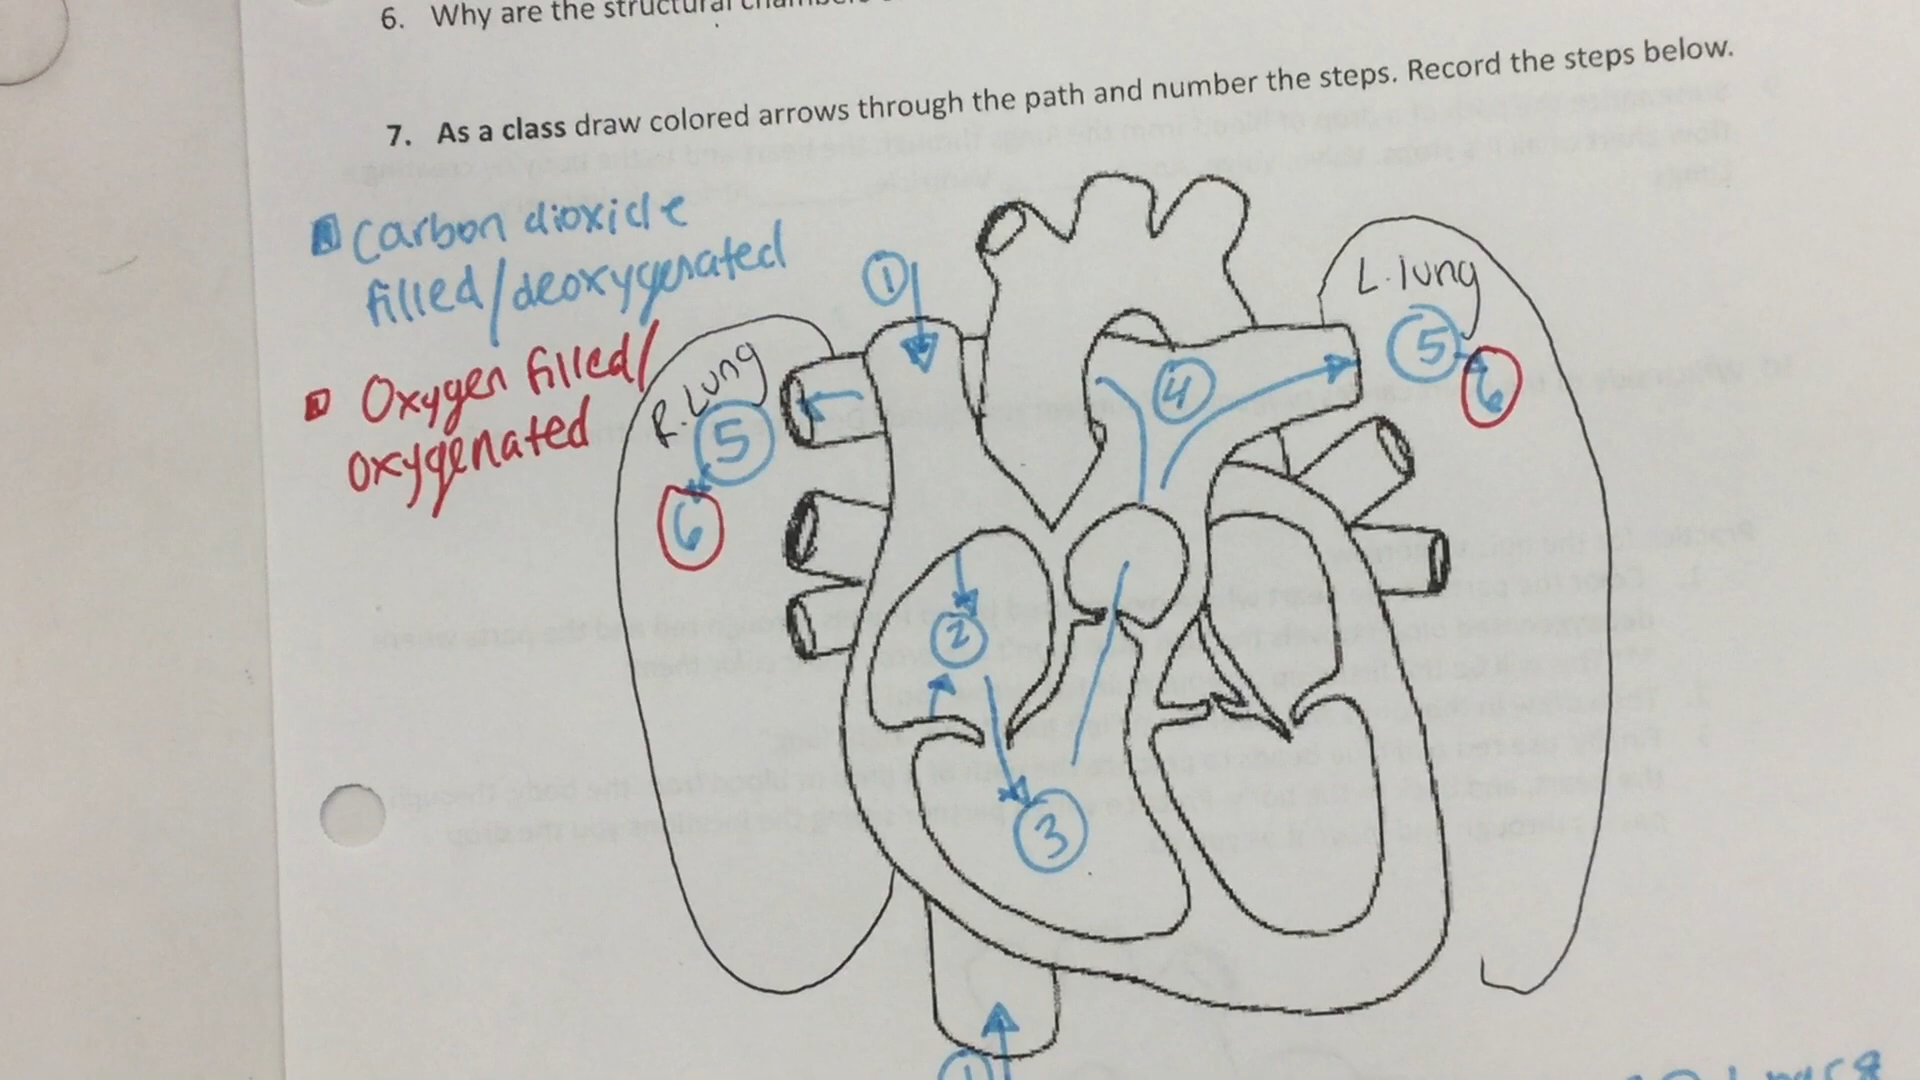 6. Why are the structural
7. As a class draw colored arrows through the path and number the steps. Record the steps below.
Carbon dioxide
filled/deoxygenated
Oxygen filled/
oxygenated
R. Lung
L. lung
1
4
5
6
5
6
2
3
1